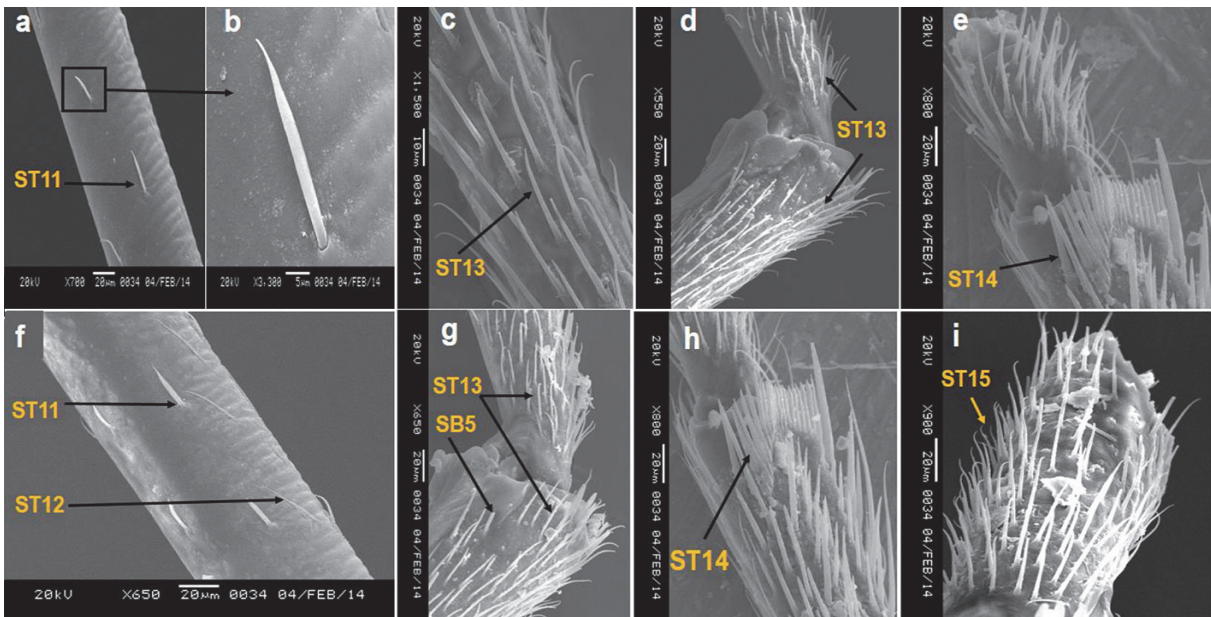 a
ST11
20kV X700 20µm 0034 04/FEB/14
b
20kV X3,300 5µm 0034 04/FEB/14
c
20kV X1,500 10µm 0034 04/FEB/14
ST13
d
20kV X550 20µm 0034 04/FEB/14
ST13
e
20kV X800 20µm 0034 04/FEB/14
ST14
f
ST11
ST12
20kV X650 20µm 0034 04/FEB/14
g
20kV X650 20µm 0034 04/FEB/14
ST13
SB5
h
20kV X800 20µm 0034 04/FEB/14
ST14
i
20kV X900 20µm 0034 04/FEB/14
ST15